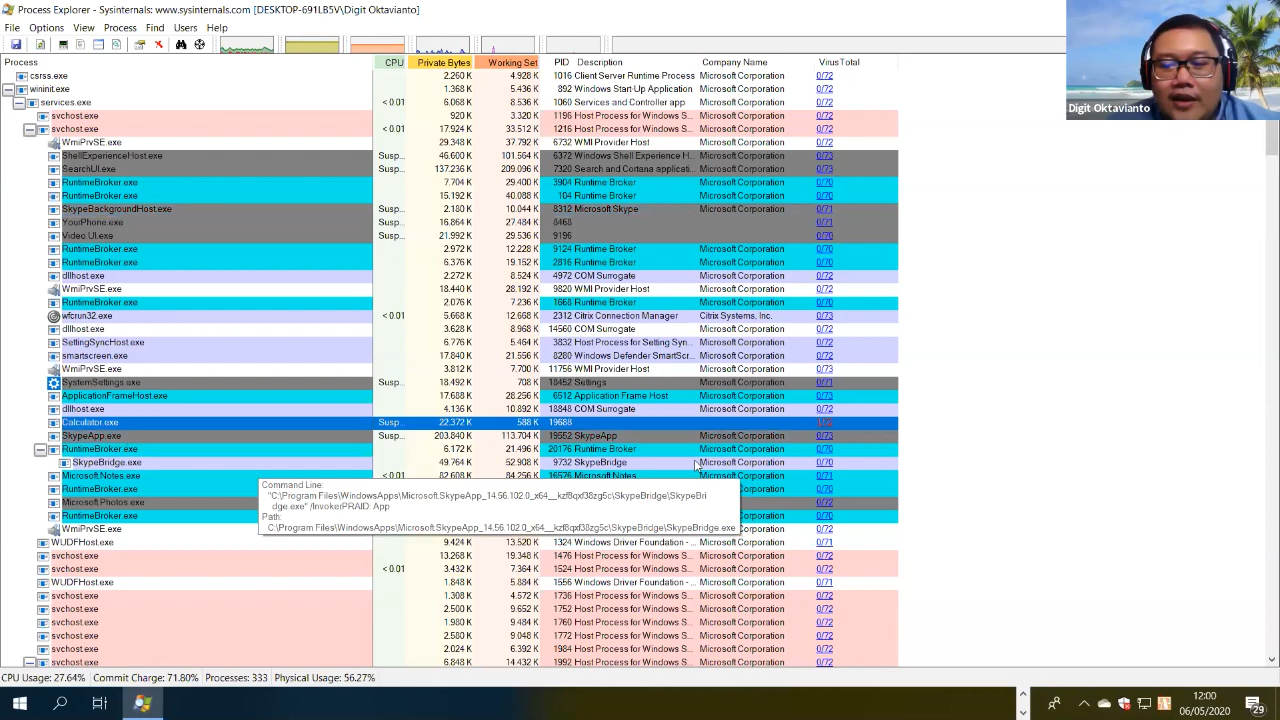 Process Explorer - Sysinternals: www.sysinternals.com [DESKTOP-691LB5V\Digit Oktavianto]
File Options View Process Find Users Help
Process CPU Private Bytes Working Set PID Description Company Name VirusTotal
csrss.exe 2.260 K 4.928 K 1016 Client Server Runtime Process Microsoft Corporation 0/72
wininit.exe 1.368 K 5.436 K 892 Windows Start-Up Application Microsoft Corporation 0/72
services.exe < 0.01 6.068 K 8.536 K 1060 Services and Controller app Microsoft Corporation 0/72
svchost.exe 920 K 3.320 K 1196 Host Process for Windows S... Microsoft Corporation 0/72
svchost.exe < 0.01 17.924 K 33.512 K 1216 Host Process for Windows S... Microsoft Corporation 0/72
WmiPrvSE.exe 29.348 K 37.792 K 6732 WMI Provider Host Microsoft Corporation 0/72
ShellExperienceHost.exe Susp... 46.600 K 101.564 K 6372 Windows Shell Experience H... Microsoft Corporation 0/73
SearchUI.exe Susp... 137.236 K 209.096 K 7320 Search and Cortana applicati... Microsoft Corporation 0/73
RuntimeBroker.exe 7.704 K 29.400 K 3904 Runtime Broker Microsoft Corporation 0/70
RuntimeBroker.exe 15.192 K 40.088 K 104 Runtime Broker Microsoft Corporation 0/70
SkypeBackgroundHost.exe Susp... 2.180 K 10.044 K 8312 Microsoft Skype Microsoft Corporation 0/71
YourPhone.exe Susp... 16.864 K 27.484 K 8468
Video.UI.exe Susp... 21.992 K 29.536 K 9196
RuntimeBroker.exe 2.972 K 12.228 K 9124 Runtime Broker Microsoft Corporation 0/70
RuntimeBroker.exe 6.376 K 19.152 K 2816 Runtime Broker Microsoft Corporation 0/70
dllhost.exe 2.272 K 8.524 K 4972 COM Surrogate Microsoft Corporation 0/72
WmiPrvSE.exe 18.440 K 28.192 K 9820 WMI Provider Host Microsoft Corporation 0/72
RuntimeBroker.exe 2.076 K 7.236 K 1668 Runtime Broker Microsoft Corporation 0/70
wfcrun32.exe < 0.01 5.668 K 12.668 K 2312 Citrix Connection Manager Citrix Systems, Inc. 0/73
dllhost.exe 3.628 K 8.968 K 14560 COM Surrogate Microsoft Corporation 0/72
SettingSyncHost.exe 6.776 K 5.464 K 3832 Host Process for Setting Syn... Microsoft Corporation 0/72
smartscreen.exe 17.840 K 21.556 K 8280 Windows Defender SmartScr... Microsoft Corporation 0/72
WmiPrvSE.exe 3.812 K 7.700 K 11756 WMI Provider Host Microsoft Corporation 0/73
SystemSettings.exe Susp... 18.492 K 708 K 18452 Settings Microsoft Corporation 0/71
ApplicationFrameHost.exe 17.688 K 28.256 K 6512 Application Frame Host Microsoft Corporation 0/73
dllhost.exe 4.136 K 10.892 K 18848 COM Surrogate Microsoft Corporation 0/72
Calculator.exe Susp... 22.372 K 588 K 19688
SkypeApp.exe Susp... 203.840 K 113.704 K 19552 SkypeApp Microsoft Corporation 0/73
RuntimeBroker.exe 6.172 K 21.496 K 20176 Runtime Broker Microsoft Corporation 0/70
SkypeBridge.exe 49.764 K 52.908 K 9732 SkypeBridge Microsoft Corporation 0/70
Microsoft.Notes.exe < 0.01 82.608 K 84.256 K 16576 Microsoft.Notes Microsoft Corporation 0/71
RuntimeBroker.exe Microsoft Corporation 0/70
Microsoft.Photos.exe Microsoft Corporation 0/72
RuntimeBroker.exe Microsoft Corporation 0/70
WmiPrvSE.exe Microsoft Corporation 0/72
Command Line:
"C:\Program Files\WindowsApps\Microsoft.SkypeApp_14.56.102.0_x64__kzf8qxf38zg5c\SkypeBridge\SkypeBri
dge.exe" /InvokerPRAID: App
Path:
C:\Program Files\WindowsApps\Microsoft.SkypeApp_14.56.102.0_x64__kzf8qxf38zg5c\SkypeBridge\SkypeBridge.exe
WUDFHost.exe 9.424 K 13.520 K 1324 Windows Driver Foundation - ... Microsoft Corporation 0/71
svchost.exe 13.268 K 19.348 K 1476 Host Process for Windows S... Microsoft Corporation 0/72
svchost.exe < 0.01 3.432 K 7.364 K 1524 Host Process for Windows S... Microsoft Corporation 0/72
WUDFHost.exe 1.848 K 5.884 K 1556 Windows Driver Foundation - ... Microsoft Corporation 0/71
svchost.exe 1.308 K 4.572 K 1736 Host Process for Windows S... Microsoft Corporation 0/72
svchost.exe 2.500 K 9.652 K 1752 Host Process for Windows S... Microsoft Corporation 0/72
svchost.exe 1.980 K 9.484 K 1760 Host Process for Windows S... Microsoft Corporation 0/72
svchost.exe 2.580 K 9.048 K 1772 Host Process for Windows S... Microsoft Corporation 0/72
svchost.exe 2.024 K 6.392 K 1984 Host Process for Windows S... Microsoft Corporation 0/72
svchost.exe 6.848 K 14.432 K 1992 Host Process for Windows S... Microsoft Corporation 0/72
CPU Usage: 27.64% Commit Charge: 71.80% Processes: 333 Physical Usage: 56.27%
Digit Oktavianto
12:00
06/05/2020
29